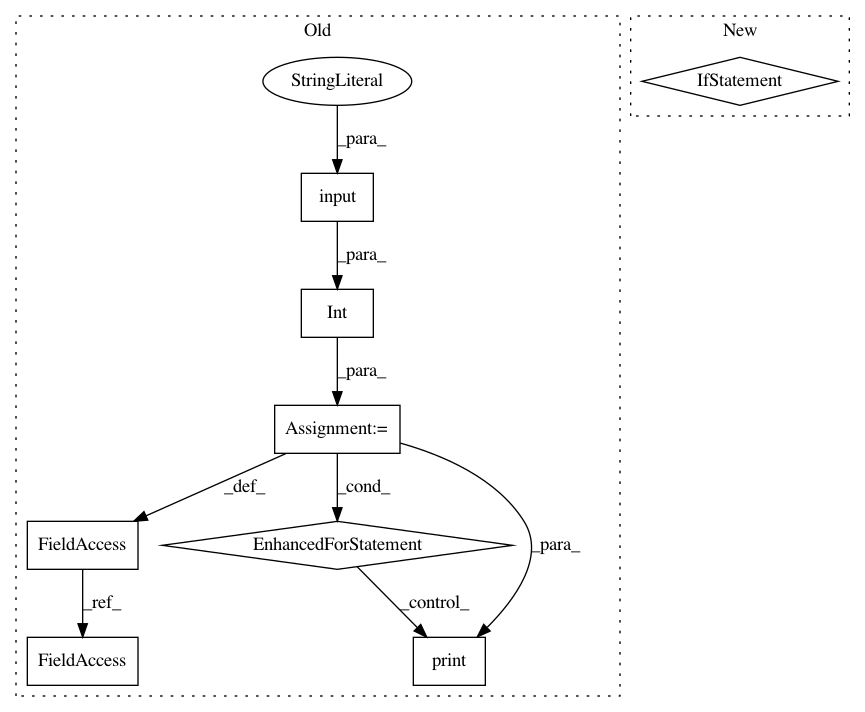 Old
New
StringLiteral
IfStatement
_para_
input
_para_
Int
_para_
Assignment:=
_def_
_cond_
FieldAccess
EnhancedForStatement
_para_
_ref_
_control_
FieldAccess
print